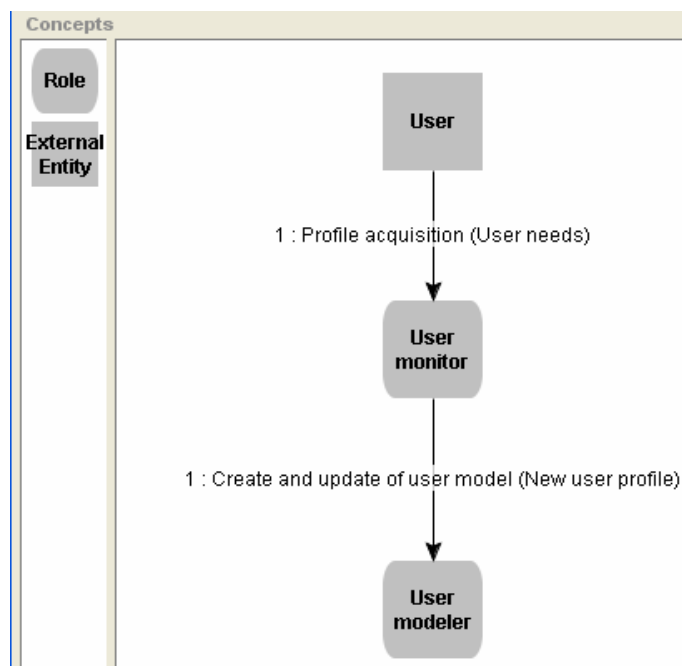 Concepts
Role
External
Entity
User
1 : Profile acquisition (User needs)
User
monitor
1 : Create and update of user model (New user profile)
User
modeler